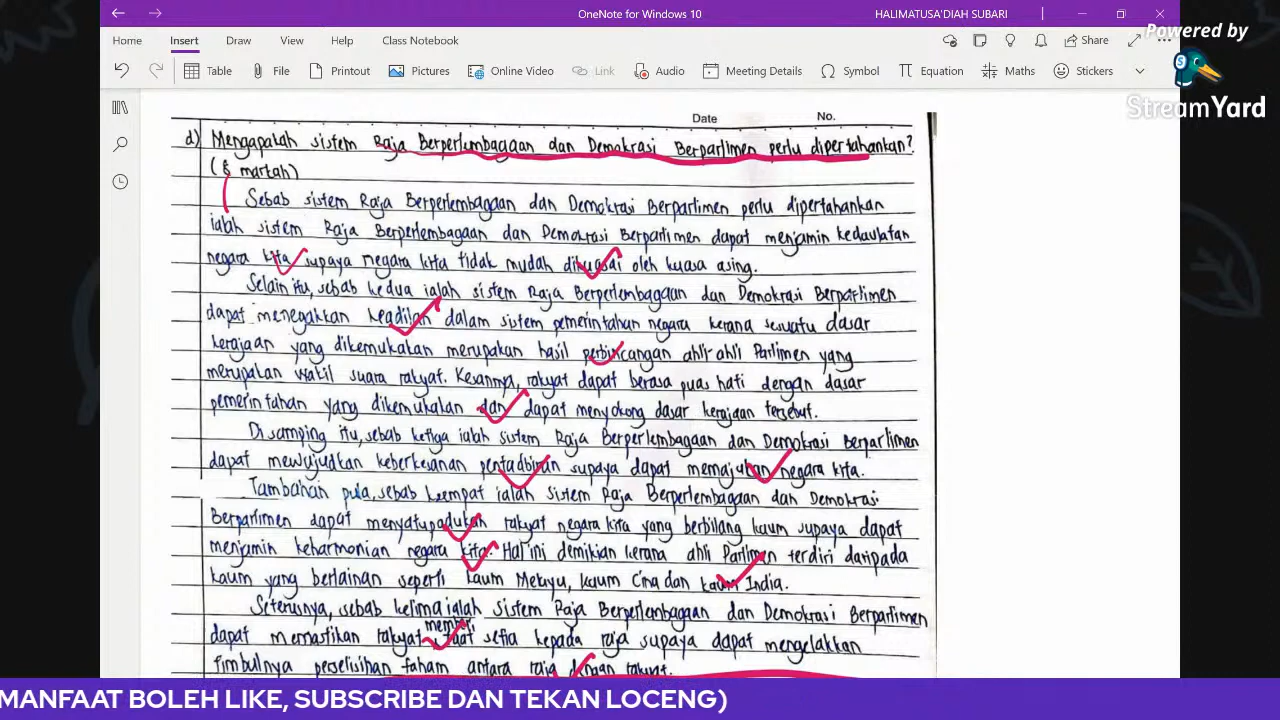 OneNote for Windows 10
HALIMATUSA'DIAH SUBARI
Powered by
StreamYard
Home Insert Draw View Help Class Notebook Share
Table File Printout Pictures Online Video Link Audio Meeting Details Symbol Equation Maths Stickers
Date No.
d) Mengapakah sistem Raja Berperlembagaan dan Demokrasi Berparlimen perlu dipertahankan?
(8 markah)
Sebab sistem Raja Berperlembagaan dan Demokrasi Berparlimen perlu dipertahankan
ialah sistem Raja Berperlembagaan dan Demokrasi Berparlimen dapat menjamin kedaulatan
negara kita supaya negara kita tidak mudah dikuasai oleh kuasa asing.
Selain itu, sebab kedua ialah sistem Raja Berperlembagaan dan Demokrasi Berparlimen
dapat menegakkan keadilan dalam sistem pemerintahan negara kerana sesuatu dasar
kerajaan yang dikemukakan merupakan hasil perbincangan ahli-ahli Parlimen yang
merupakan wakil suara rakyat. Kesannya, rakyat dapat berasa puas hati dengan dasar
pemerintahan yang dikemukakan dan dapat menyokong dasar kerajaan tersebut.
Di samping itu, sebab ketiga ialah sistem Raja Berperlembagaan dan Demokrasi Berparlimen
dapat mewujudkan keberkesanan pentadbiran supaya dapat memajukan negara kita.
Tambahan pula, sebab keempat ialah sistem Raja Berperlembagaan dan Demokrasi
Berparlimen dapat menyatupadukan rakyat negara kita yang berbilang kaum supaya dapat
menjamin keharmonian negara kita. Hal ini demikian kerana ahli Parlimen terdiri daripada
kaum yang berlainan seperti kaum Melayu, kaum Cina dan kaum India.
Seterusnya, sebab kelima ialah sistem Raja Berperlembagaan dan Demokrasi Berparlimen
dapat memastikan rakyat taat setia kepada raja supaya dapat mengelakkan
timbulnya perselisihan faham antara raja dengan rakyat.
MANFAAT BOLEH LIKE, SUBSCRIBE DAN TEKAN LOCENG)